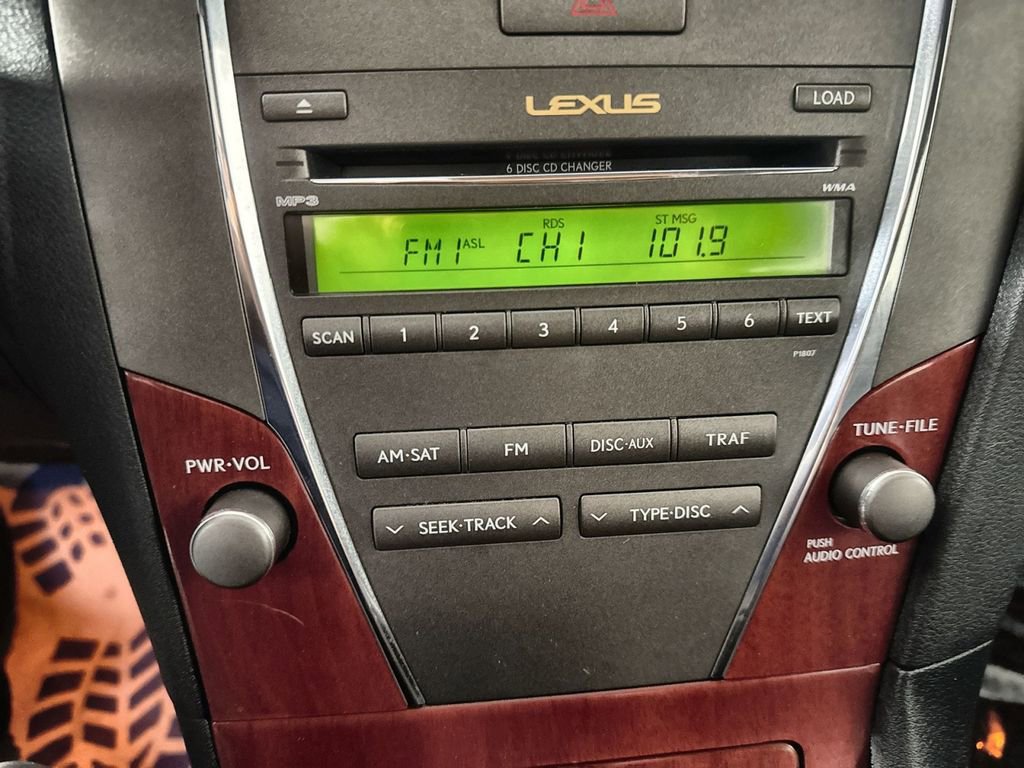 LEXUS
LOAD
6 DISC CD CHANGER
MP3
WMA
RDS
ST MSG
FM1 ASL CH1 101.9
SCAN 1 2 3 4 5 6 TEXT
P1807
AM·SAT FM DISC·AUX TRAF
TUNE·FILE
PWR·VOL
SEEK·TRACK TYPE·DISC
PUSH
AUDIO CONTROL